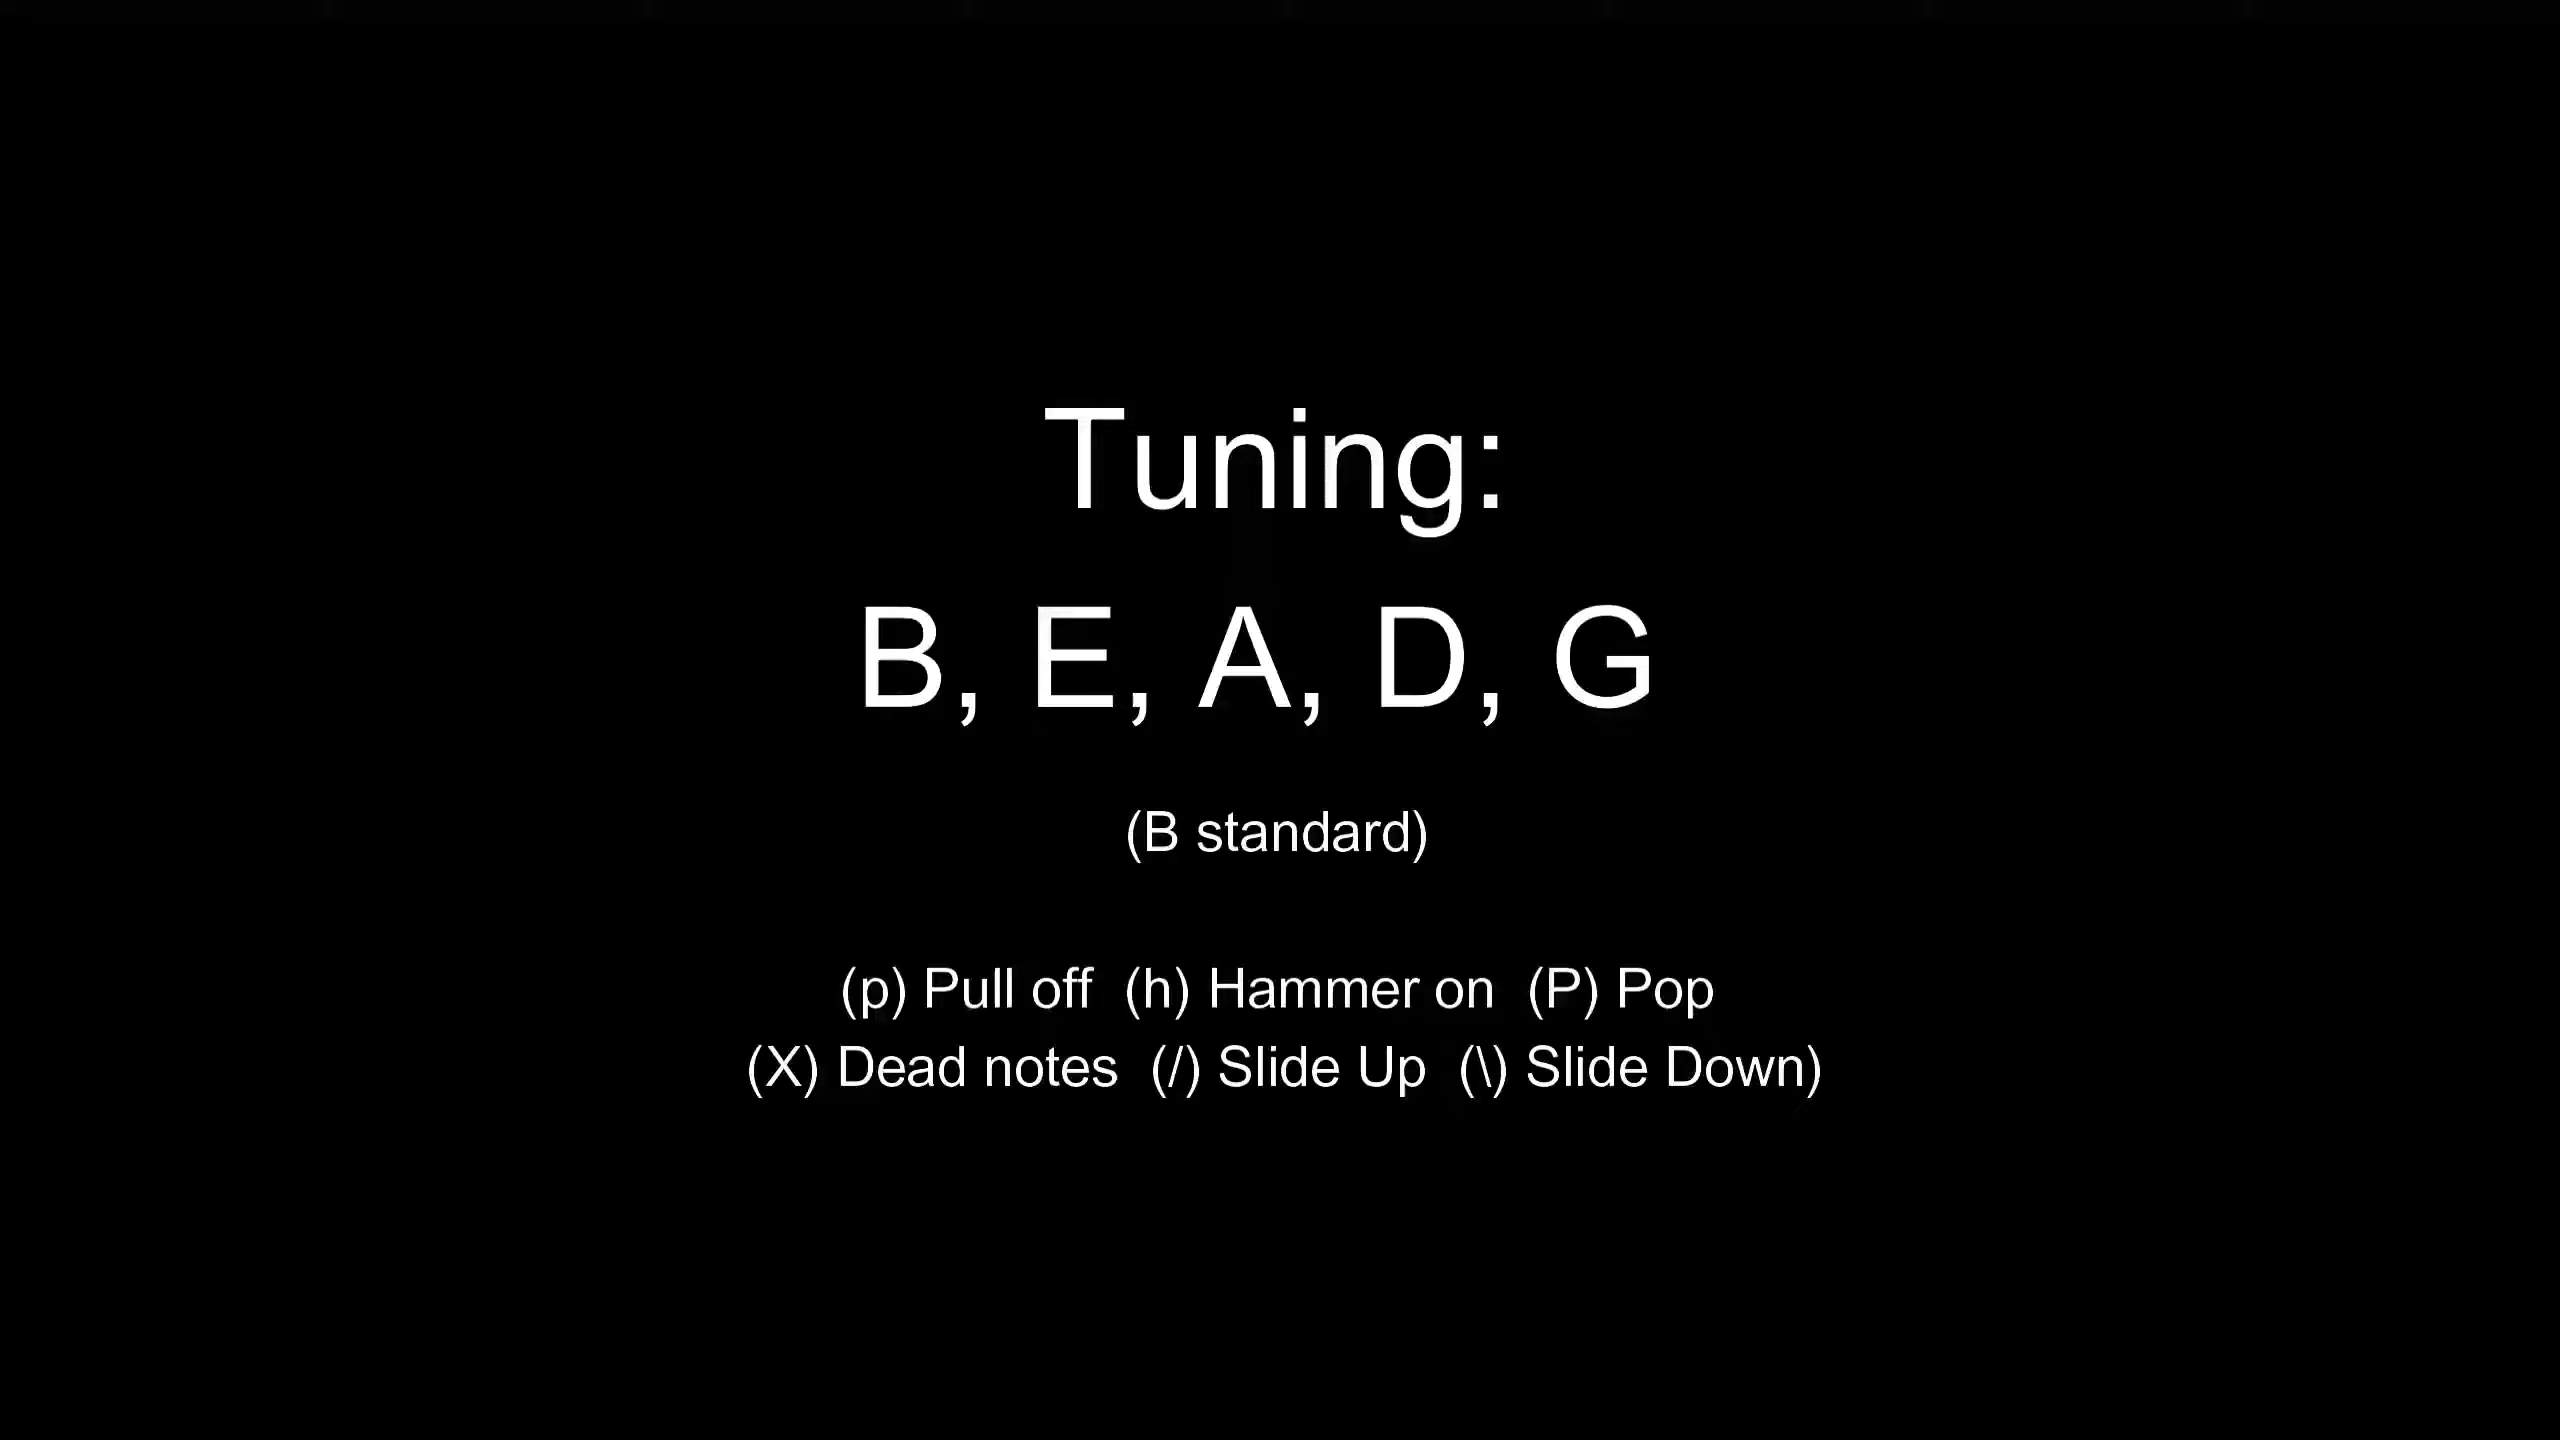 Tuning:
B, E, A, D, G
(B standard)
(p) Pull off  (h) Hammer on  (P) Pop
(X) Dead notes  (/) Slide Up  (\) Slide Down)